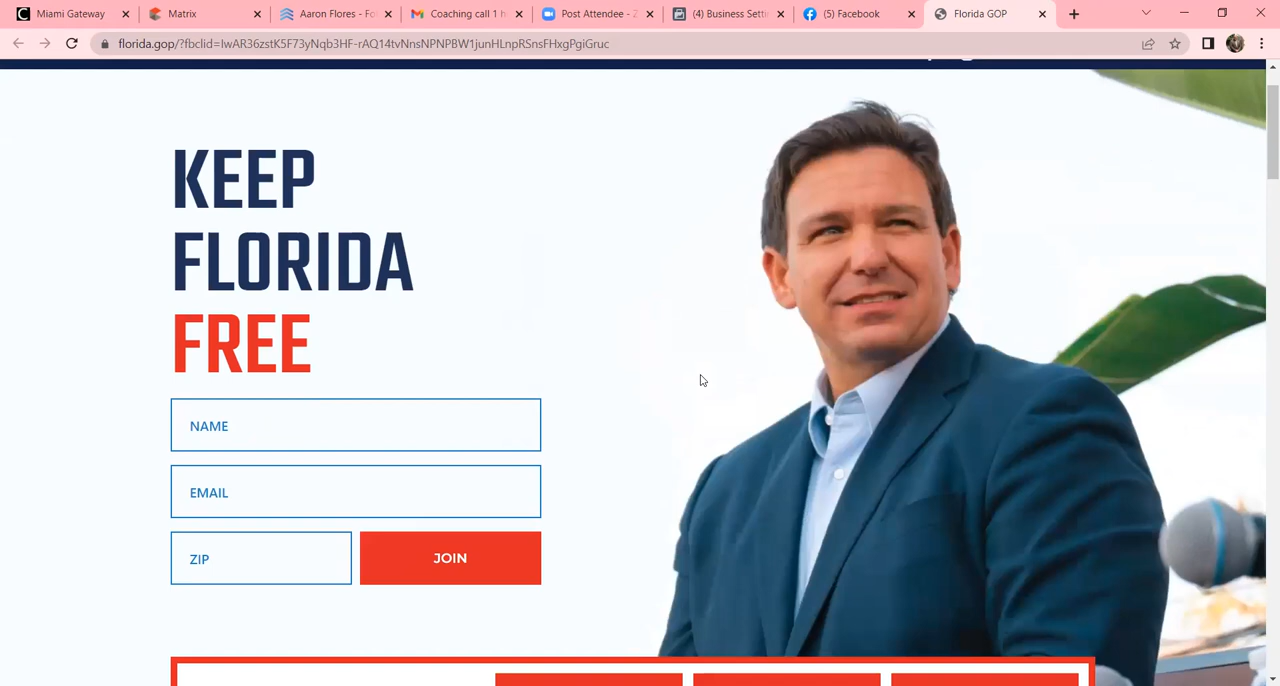 Miami Gateway
Matrix
Aaron Flores - Fo
Coaching call 1 h
Post Attendee - Z
(4) Business Setti
(5) Facebook
Florida GOP
florida.gop/?fbclid=IwAR36zstK5F73yNqb3HF-rAQ14tvNnsNPNPBW1junHLnpRSnsFHxgPgiGruc
KEEP
FLORIDA
FREE
NAME
EMAIL
ZIP
JOIN